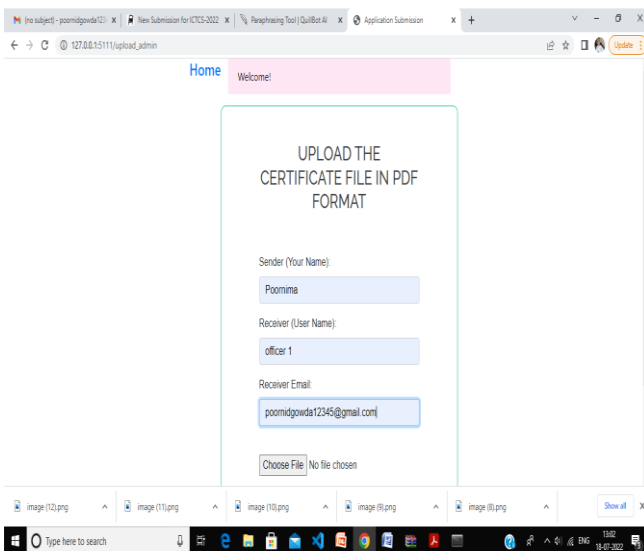 (no subject) - poornidgowda123
New Submission for ICTCS-2022
Paraphrasing Tool | QuillBot AI
Application Submission
127.0.0.1:5111/upload_admin
Update
Home
Welcome!
UPLOAD THE
CERTIFICATE FILE IN PDF
FORMAT
Sender (Your Name):
Poornima
Receiver (User Name):
officer 1
Receiver Email:
poornidgowda12345@gmail.com
Choose File No file chosen
image (12).png
image (11).png
image (10).png
image (9).png
image (8).png
Show all
Type here to search
ENG
13:02
18-07-2022